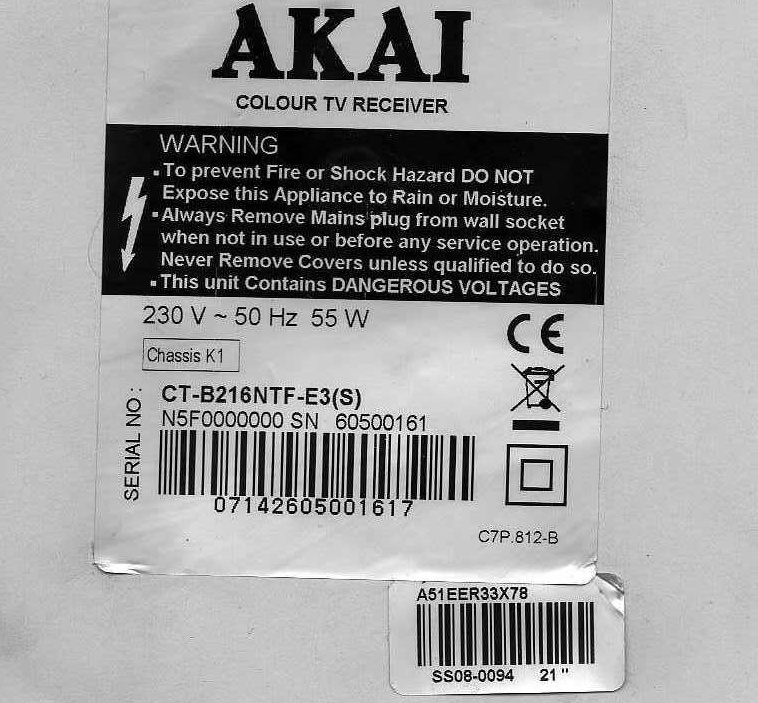 AKAI
COLOUR TV RECEIVER
WARNING
To prevent Fire or Shock Hazard DO NOT
Expose this Appliance to Rain or Moisture.
Always Remove Mains plug from wall socket
when not in use or before any service operation.
Never Remove Covers unless qualified to do so.
This unit Contains DANGEROUS VOLTAGES
230 V ~ 50 Hz 55 W
CE
Chassis K1
SERIAL NO.:
CT-B216NTF-E3(S)
N5F0000000 SN 60500161
07142605001617
C7P.812-B
A51EER33X78
SS08-0094 21"